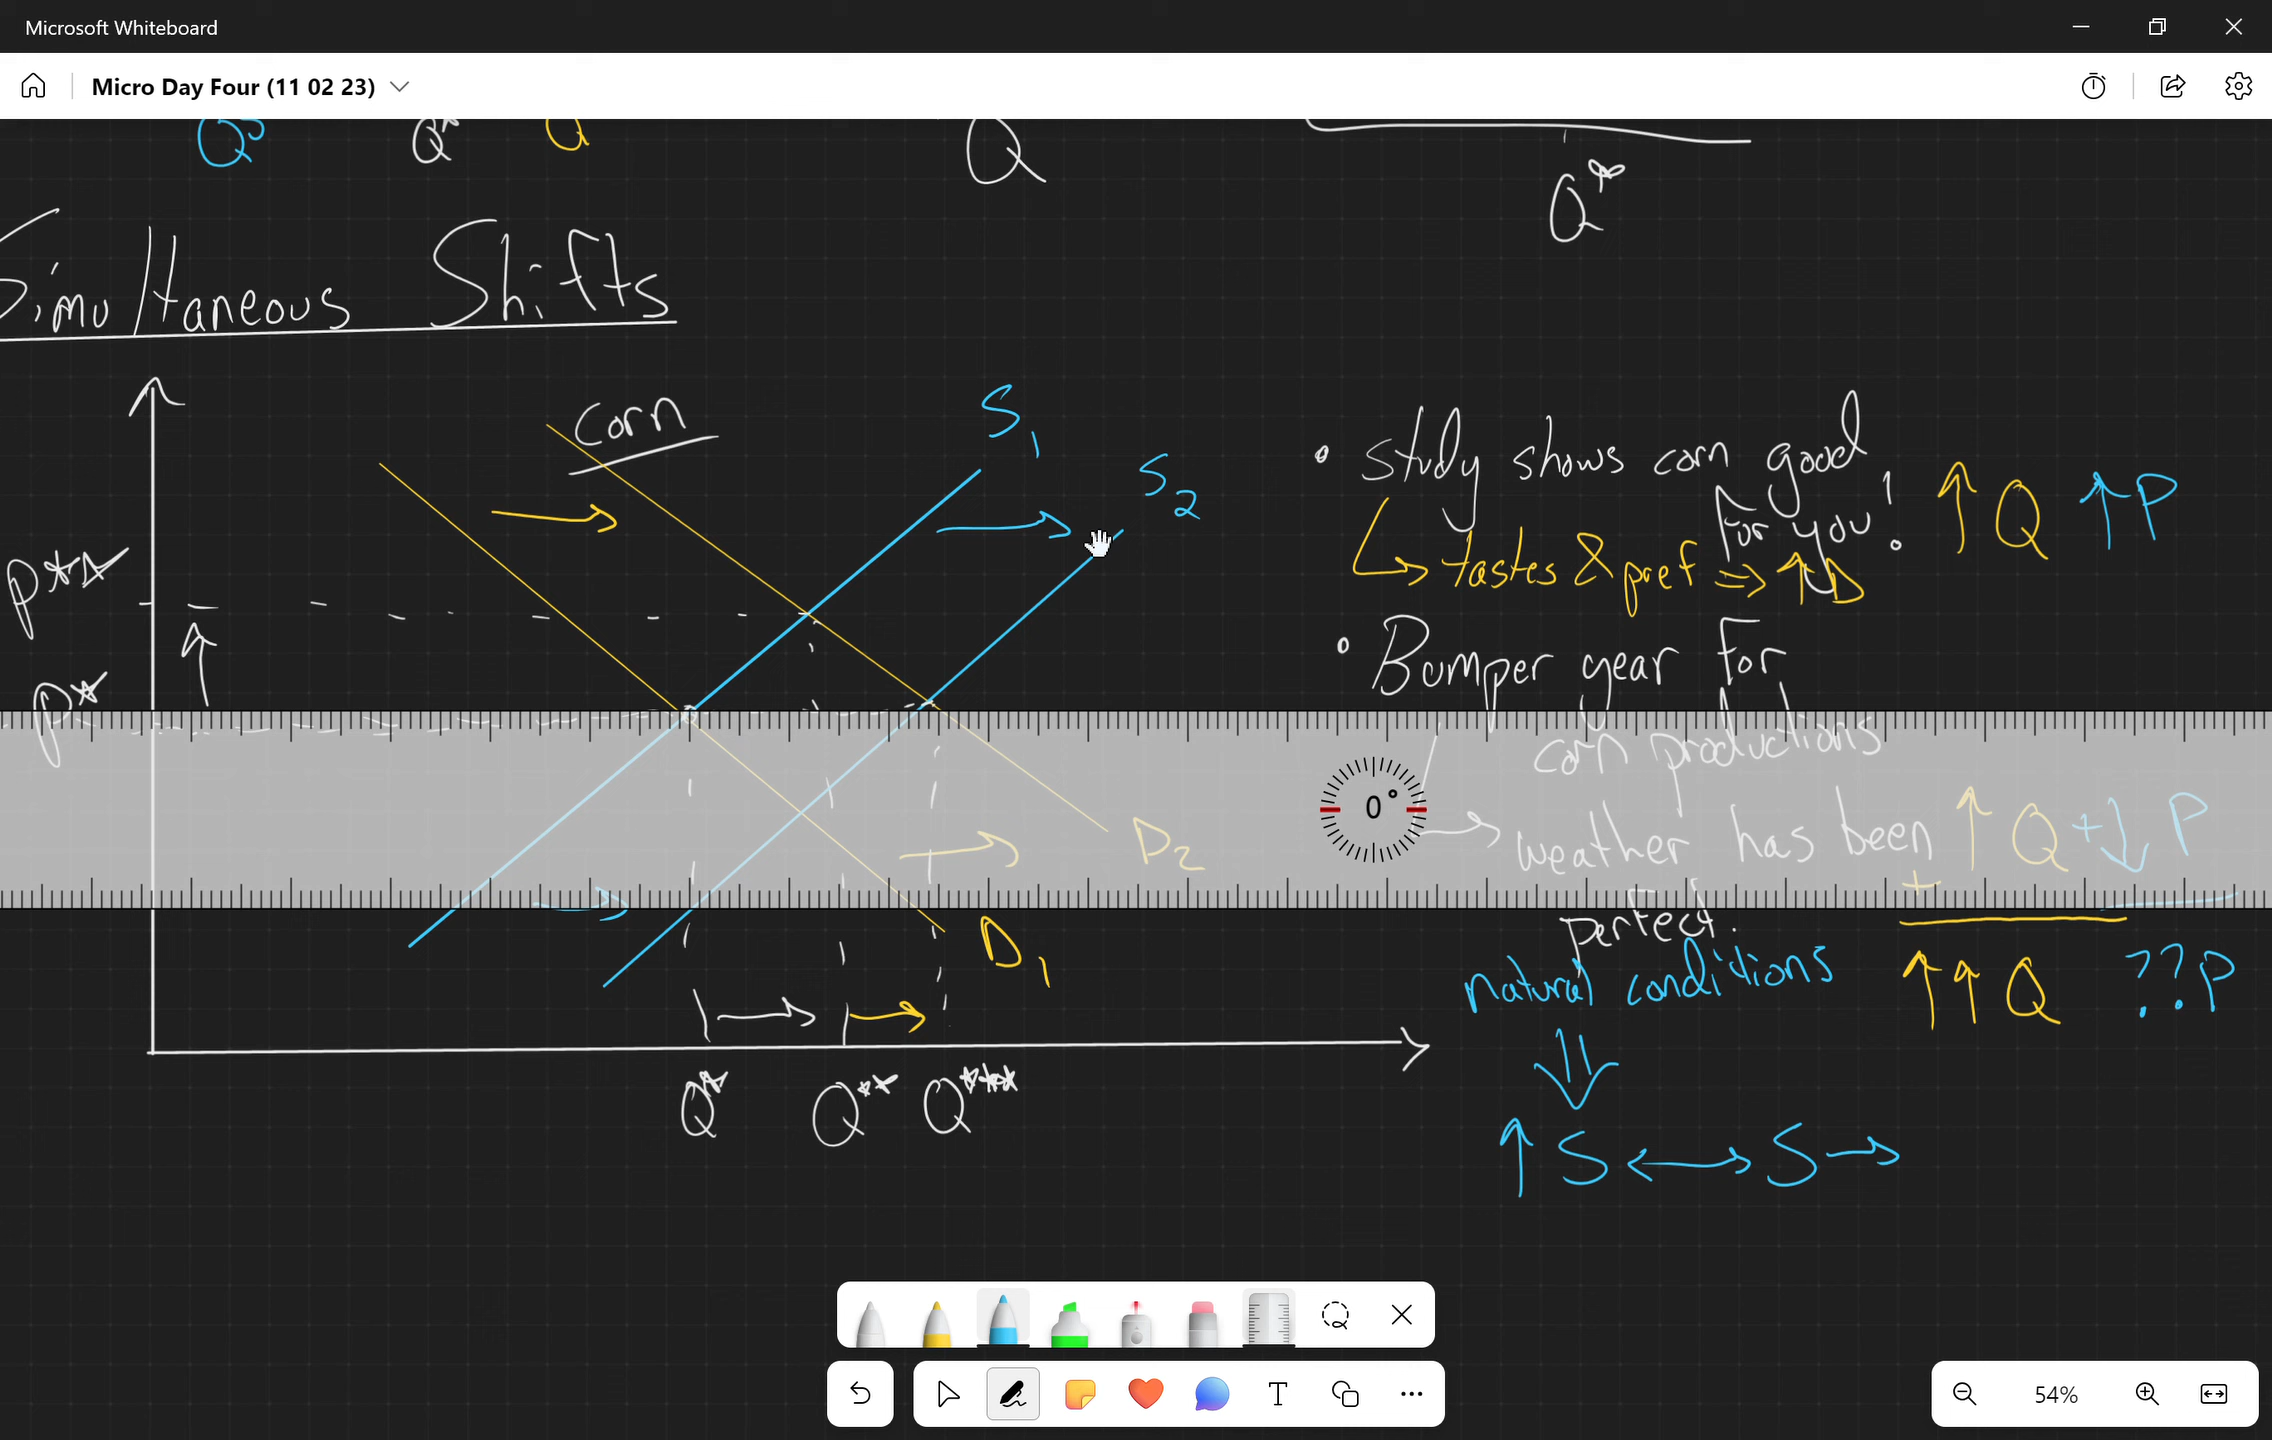 Microsoft Whiteboard
Micro Day Four (11 02 23)
Q^S Q* Q
Q
Q*
Simultaneous Shifts
Corn
S1
S2
P**
P*
D2
D1
Q* Q** Q***
• Study shows corn good for you! ↑Q ↑P
↳ tastes & pref ⇒ ↑D
• Bumper year for
corn productions
→ weather has been ↑Q + ↓P
perfect. +
natural conditions ↑↑Q ??P
⇓
↑S ↔ S→
0°
54%